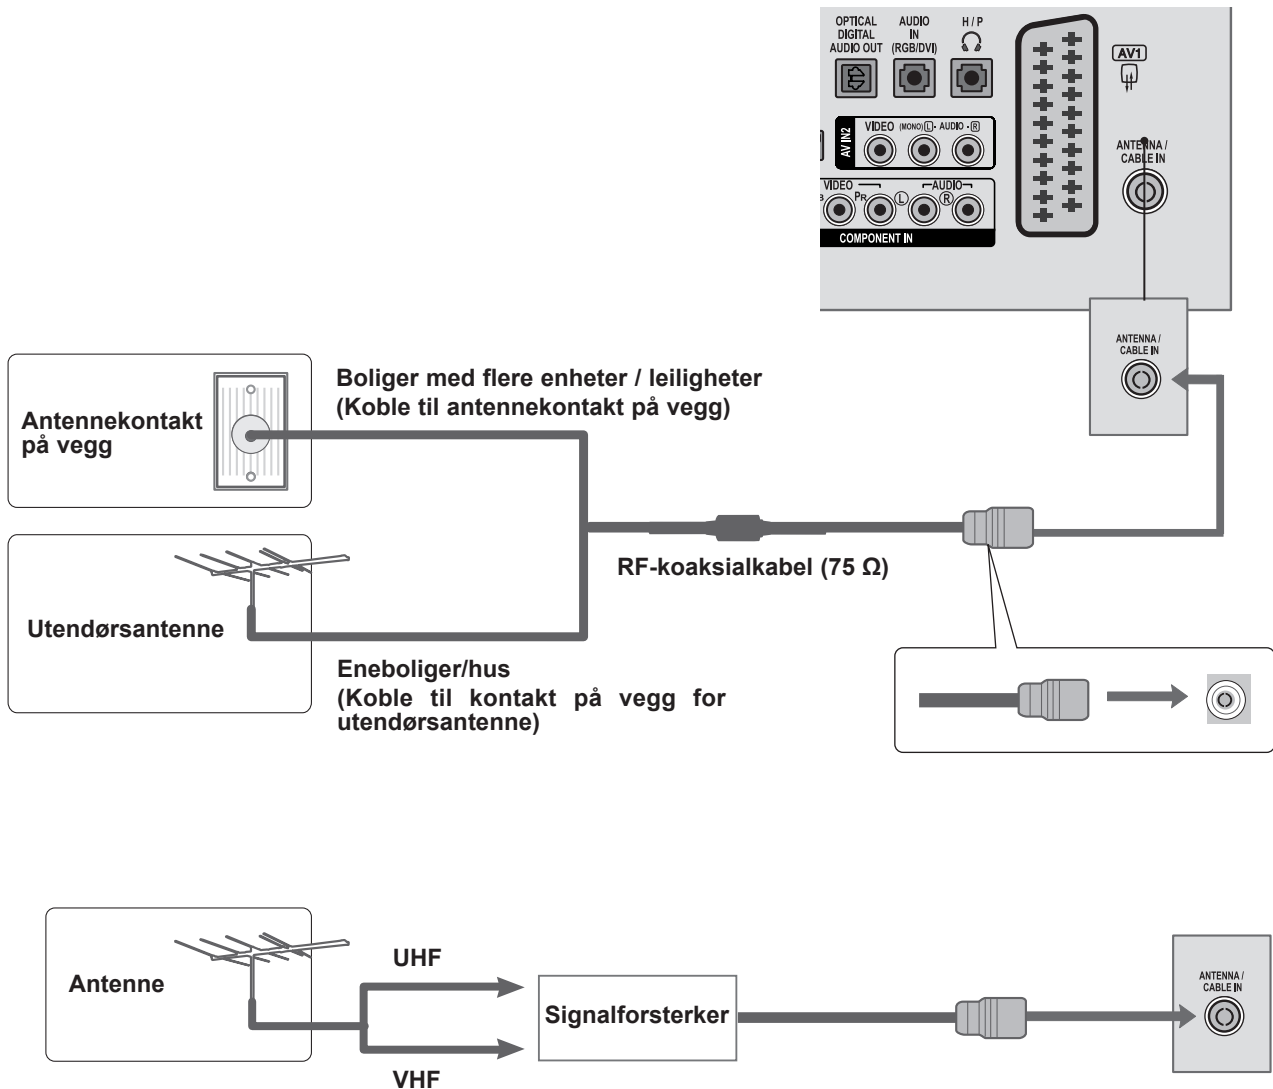 OPTICAL
DIGITAL
AUDIO OUT
AUDIO
IN
(RGB/DVI)
H / P
AV1
AV IN2
VIDEO
(MONO) L - AUDIO - R
ANTENNA /
CABLE IN
VIDEO
AUDIO
B
PR
L
R
COMPONENT IN
ANTENNA /
CABLE IN
Antennekontakt
på vegg
Boliger med flere enheter / leiligheter
(Koble til antennekontakt på vegg)
RF-koaksialkabel (75 Ω)
Utendørsantenne
Eneboliger/hus
(Koble til kontakt på vegg for
utendørsantenne)
Antenne
UHF
VHF
Signalforsterker
ANTENNA /
CABLE IN